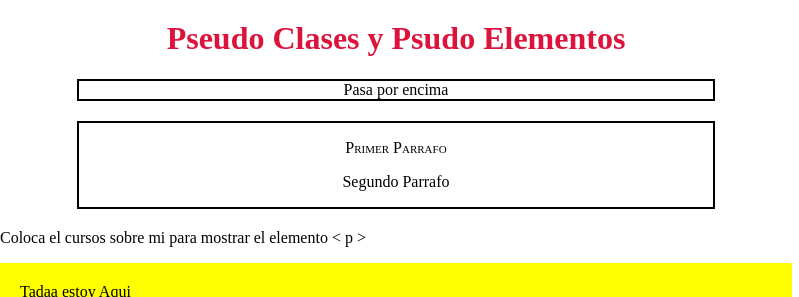 Pseudo Clases y Psudo Elementos
Pasa por encima
Primer Parrafo
Segundo Parrafo
Coloca el cursos sobre mi para mostrar el elemento < p >
Tadaa estoy Aqui